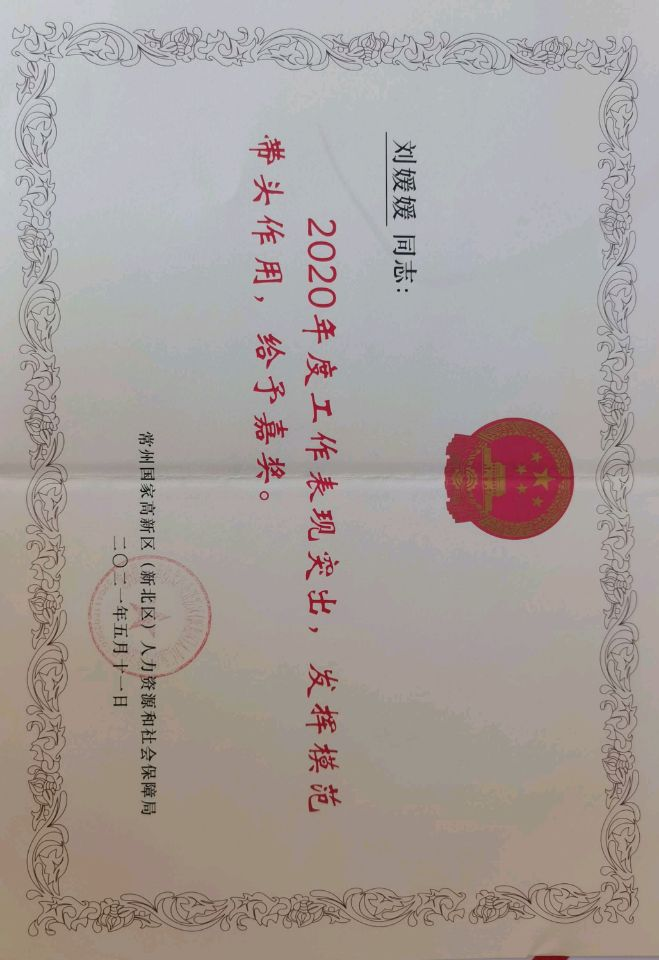 刘媛媛 同志：
2020年度工作表现突出，发挥模范
带头作用，给予嘉奖。
常州国家高新区（新北区）人力资源和社会保障局
二〇二一年五月十一日